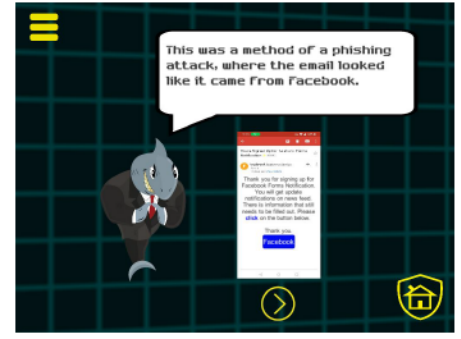 This was a method of a phishing
attack, where the email looked
like it came from Facebook.
Thank you for signing up for
Facebook Forms Notification.
You will get update
notifications on news feed.
There is information that still
needs to be filled out. Please
click on the button below.
Thank you.
Facebook